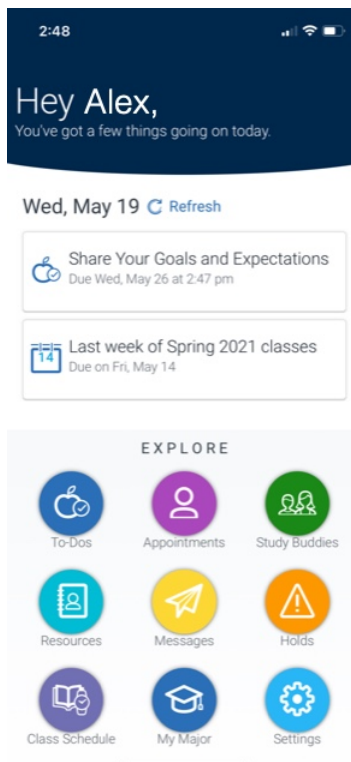 2:48
Hey Alex,
You've got a few things going on today.
Wed, May 19 Refresh
Share Your Goals and Expectations
Due Wed, May 26 at 2:47 pm
14
Last week of Spring 2021 classes
Due on Fri, May 14
EXPLORE
To-Dos Appointments Study Buddies
Resources Messages Holds
Class Schedule My Major Settings